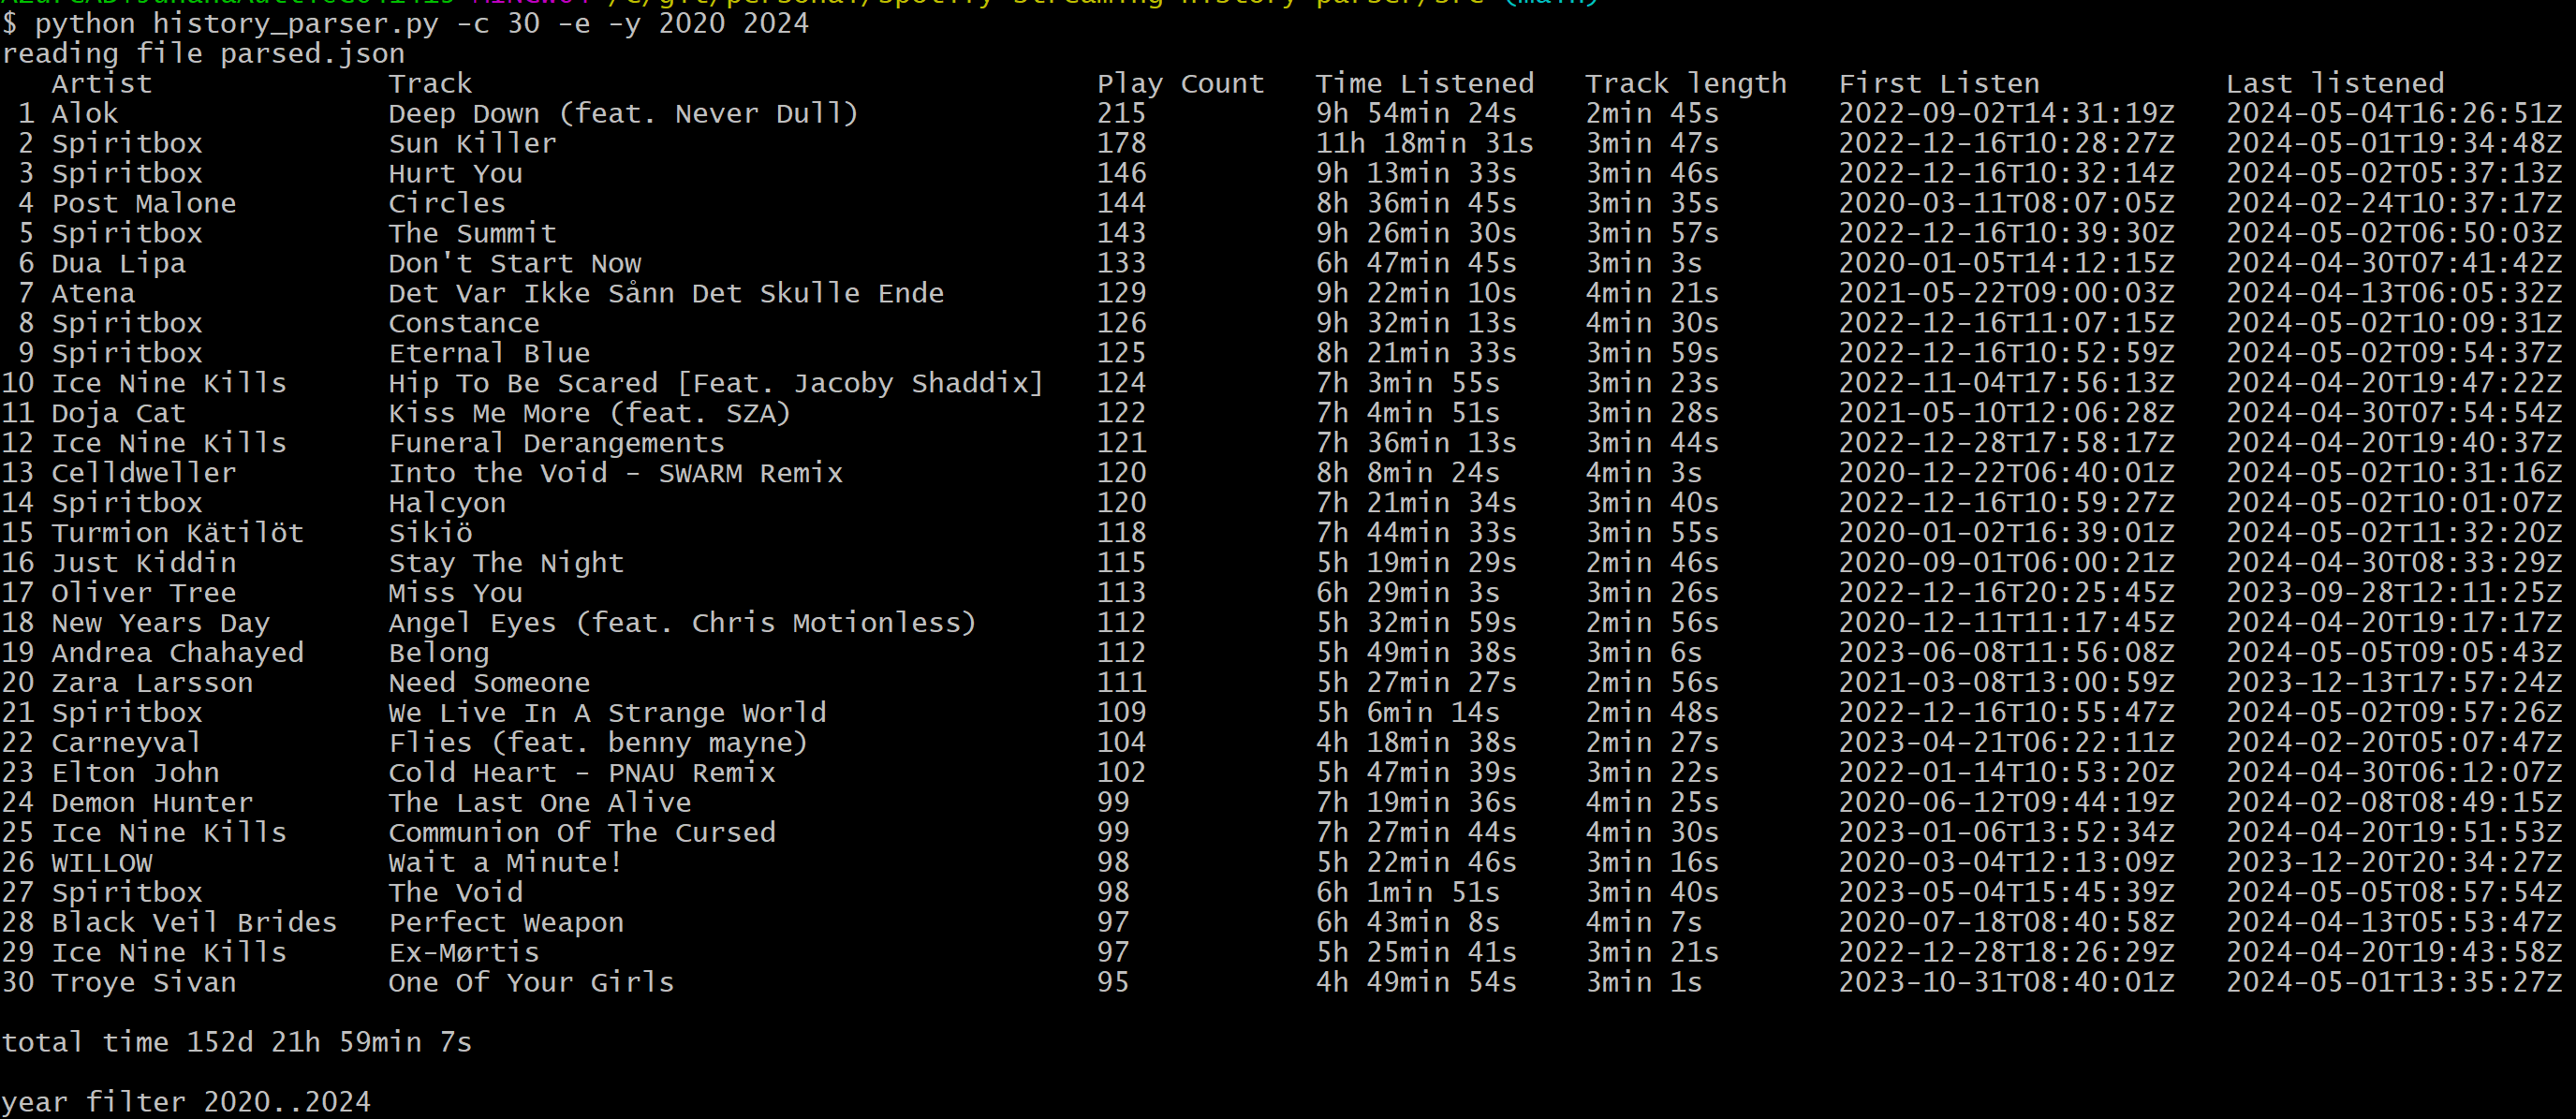 /c/git/personal/spotify-streaming-history-parser/src (main)
$ python history_parser.py -c 30 -e -y 2020 2024
reading file parsed.json
Artist Track Play Count Time Listened Track length First Listen Last listened
1 Alok Deep Down (feat. Never Dull) 215 9h 54min 24s 2min 45s 2022-09-02T14:31:19Z 2024-05-04T16:26:51Z
2 Spiritbox Sun Killer 178 11h 18min 31s 3min 47s 2022-12-16T10:28:27Z 2024-05-01T19:34:48Z
3 Spiritbox Hurt You 146 9h 13min 33s 3min 46s 2022-12-16T10:32:14Z 2024-05-02T05:37:13Z
4 Post Malone Circles 144 8h 36min 45s 3min 35s 2020-03-11T08:07:05Z 2024-02-24T10:37:17Z
5 Spiritbox The Summit 143 9h 26min 30s 3min 57s 2022-12-16T10:39:30Z 2024-05-02T06:50:03Z
6 Dua Lipa Don't Start Now 133 6h 47min 45s 3min 3s 2020-01-05T14:12:15Z 2024-04-30T07:41:42Z
7 Atena Det Var Ikke Sånn Det Skulle Ende 129 9h 22min 10s 4min 21s 2021-05-22T09:00:03Z 2024-04-13T06:05:32Z
8 Spiritbox Constance 126 9h 32min 13s 4min 30s 2022-12-16T11:07:15Z 2024-05-02T10:09:31Z
9 Spiritbox Eternal Blue 125 8h 21min 33s 3min 59s 2022-12-16T10:52:59Z 2024-05-02T09:54:37Z
10 Ice Nine Kills Hip To Be Scared [Feat. Jacoby Shaddix] 124 7h 3min 55s 3min 23s 2022-11-04T17:56:13Z 2024-04-20T19:47:22Z
11 Doja Cat Kiss Me More (feat. SZA) 122 7h 4min 51s 3min 28s 2021-05-10T12:06:28Z 2024-04-30T07:54:54Z
12 Ice Nine Kills Funeral Derangements 121 7h 36min 13s 3min 44s 2022-12-28T17:58:17Z 2024-04-20T19:40:37Z
13 Celldweller Into the Void - SWARM Remix 120 8h 8min 24s 4min 3s 2020-12-22T06:40:01Z 2024-05-02T10:31:16Z
14 Spiritbox Halcyon 120 7h 21min 34s 3min 40s 2022-12-16T10:59:27Z 2024-05-02T10:01:07Z
15 Turmion Kätilöt Sikiö 118 7h 44min 33s 3min 55s 2020-01-02T16:39:01Z 2024-05-02T11:32:20Z
16 Just Kiddin Stay The Night 115 5h 19min 29s 2min 46s 2020-09-01T06:00:21Z 2024-04-30T08:33:29Z
17 Oliver Tree Miss You 113 6h 29min 3s 3min 26s 2022-12-16T20:25:45Z 2023-09-28T12:11:25Z
18 New Years Day Angel Eyes (feat. Chris Motionless) 112 5h 32min 59s 2min 56s 2020-12-11T11:17:45Z 2024-04-20T19:17:17Z
19 Andrea Chahayed Belong 112 5h 49min 38s 3min 6s 2023-06-08T11:56:08Z 2024-05-05T09:05:43Z
20 Zara Larsson Need Someone 111 5h 27min 27s 2min 56s 2021-03-08T13:00:59Z 2023-12-13T17:57:24Z
21 Spiritbox We Live In A Strange World 109 5h 6min 14s 2min 48s 2022-12-16T10:55:47Z 2024-05-02T09:57:26Z
22 Carneyval Flies (feat. benny mayne) 104 4h 18min 38s 2min 27s 2023-04-21T06:22:11Z 2024-02-20T05:07:47Z
23 Elton John Cold Heart - PNAU Remix 102 5h 47min 39s 3min 22s 2022-01-14T10:53:20Z 2024-04-30T06:12:07Z
24 Demon Hunter The Last One Alive 99 7h 19min 36s 4min 25s 2020-06-12T09:44:19Z 2024-02-08T08:49:15Z
25 Ice Nine Kills Communion Of The Cursed 99 7h 27min 44s 4min 30s 2023-01-06T13:52:34Z 2024-04-20T19:51:53Z
26 WILLOW Wait a Minute! 98 5h 22min 46s 3min 16s 2020-03-04T12:13:09Z 2023-12-20T20:34:27Z
27 Spiritbox The Void 98 6h 1min 51s 3min 40s 2023-05-04T15:45:39Z 2024-05-05T08:57:54Z
28 Black Veil Brides Perfect Weapon 97 6h 43min 8s 4min 7s 2020-07-18T08:40:58Z 2024-04-13T05:53:47Z
29 Ice Nine Kills Ex-Mørtis 97 5h 25min 41s 3min 21s 2022-12-28T18:26:29Z 2024-04-20T19:43:58Z
30 Troye Sivan One Of Your Girls 95 4h 49min 54s 3min 1s 2023-10-31T08:40:01Z 2024-05-01T13:35:27Z
total time 152d 21h 59min 7s
year filter 2020..2024